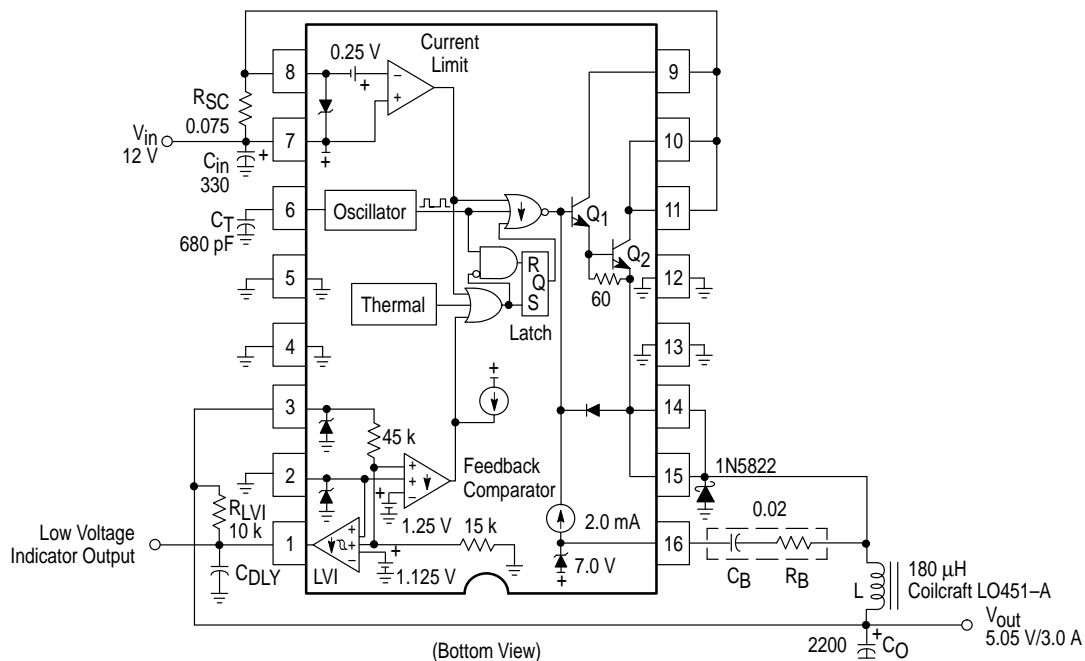 Current
Limit
0.25 V
+
−
+
8
9
RSC
0.075
Vin
12 V
7
+
+
10
Cin
330
CT
680 pF
6
Oscillator
Q1
11
5
R
Q
S
Latch
Q2
60
12
Thermal
4
13
+
3
45 k
14
2
+
+
−
+
Feedback
Comparator
15
1N5822
RLVI
10 k
1.25 V
15 k
2.0 mA
0.02
Low Voltage
Indicator Output
1
+
+
−
+
16
CDLY
LVI
1.125 V
7.0 V
+
CB
RB
L
180 µH
Coilcraft LO451–A
Vout
5.05 V/3.0 A
2200
+
CO
(Bottom View)